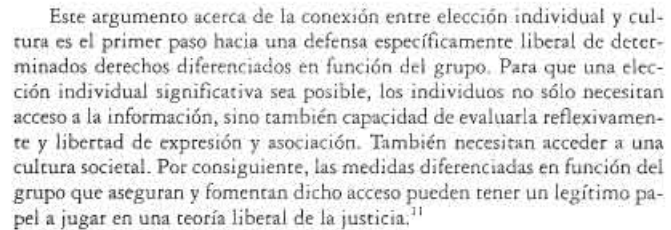 Este argumento acerca de la conexión entre elección individual y cul-
tura es el primer paso hacia una defensa específicamente liberal de deter-
minados derechos diferenciados en función del grupo. Para que una elec-
ción individual significativa sea posible, los individuos no sólo necesitan
acceso a la información, sino también capacidad de evaluarla reflexivamen-
te y libertad de expresión y asociación. También necesitan acceder a una
cultura societal. Por consiguiente, las medidas diferenciadas en función del
grupo que aseguran y fomentan dicho acceso pueden tener un legítimo pa-
pel a jugar en una teoría liberal de la justicia.¹¹